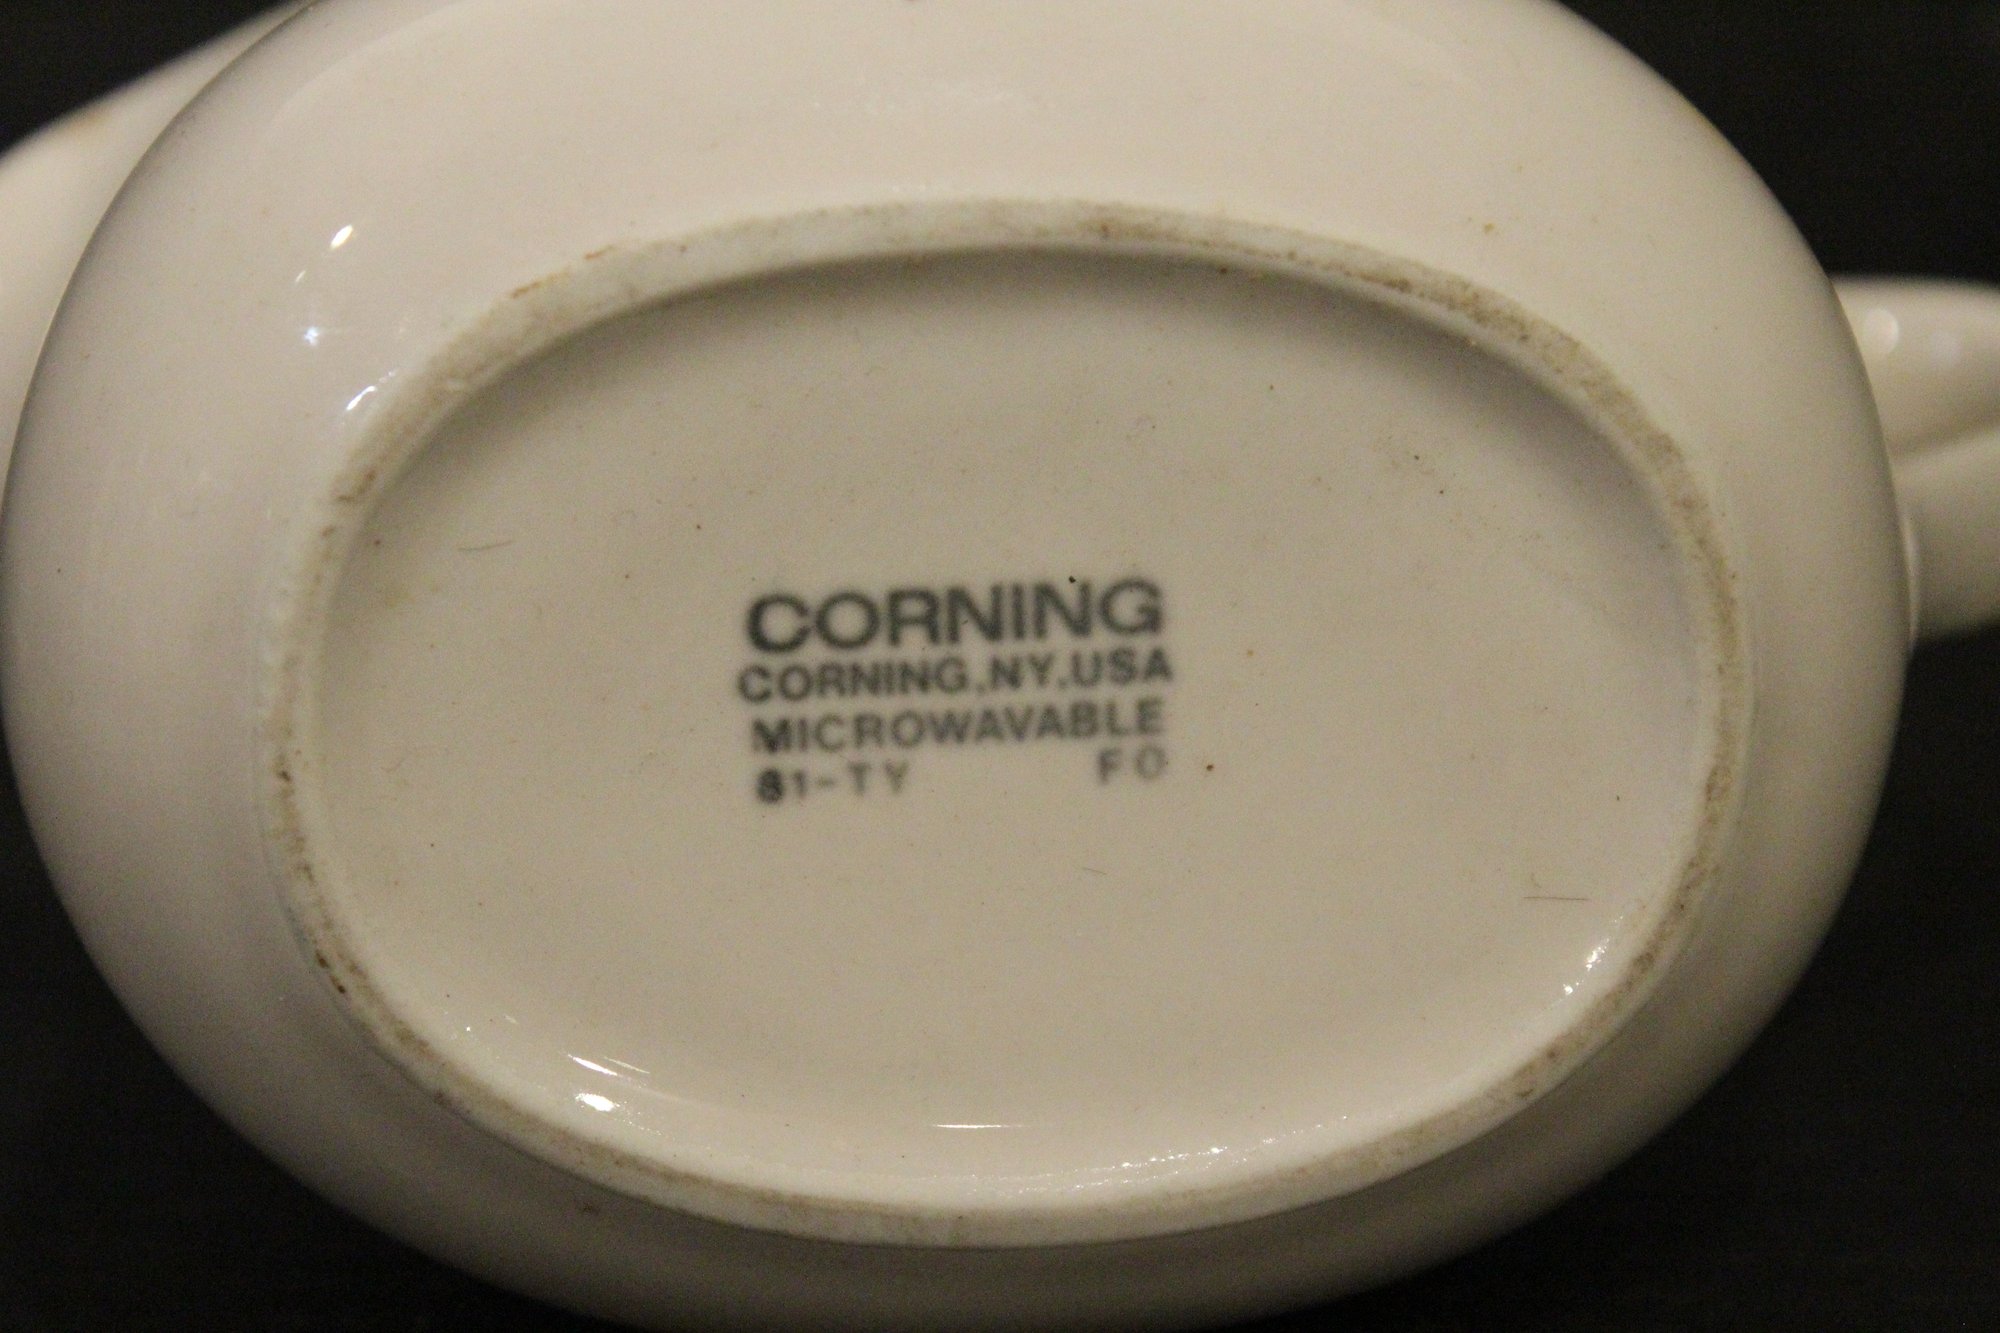 CORNING
CORNING, NY, USA
MICROWAVABLE
81-TY FO